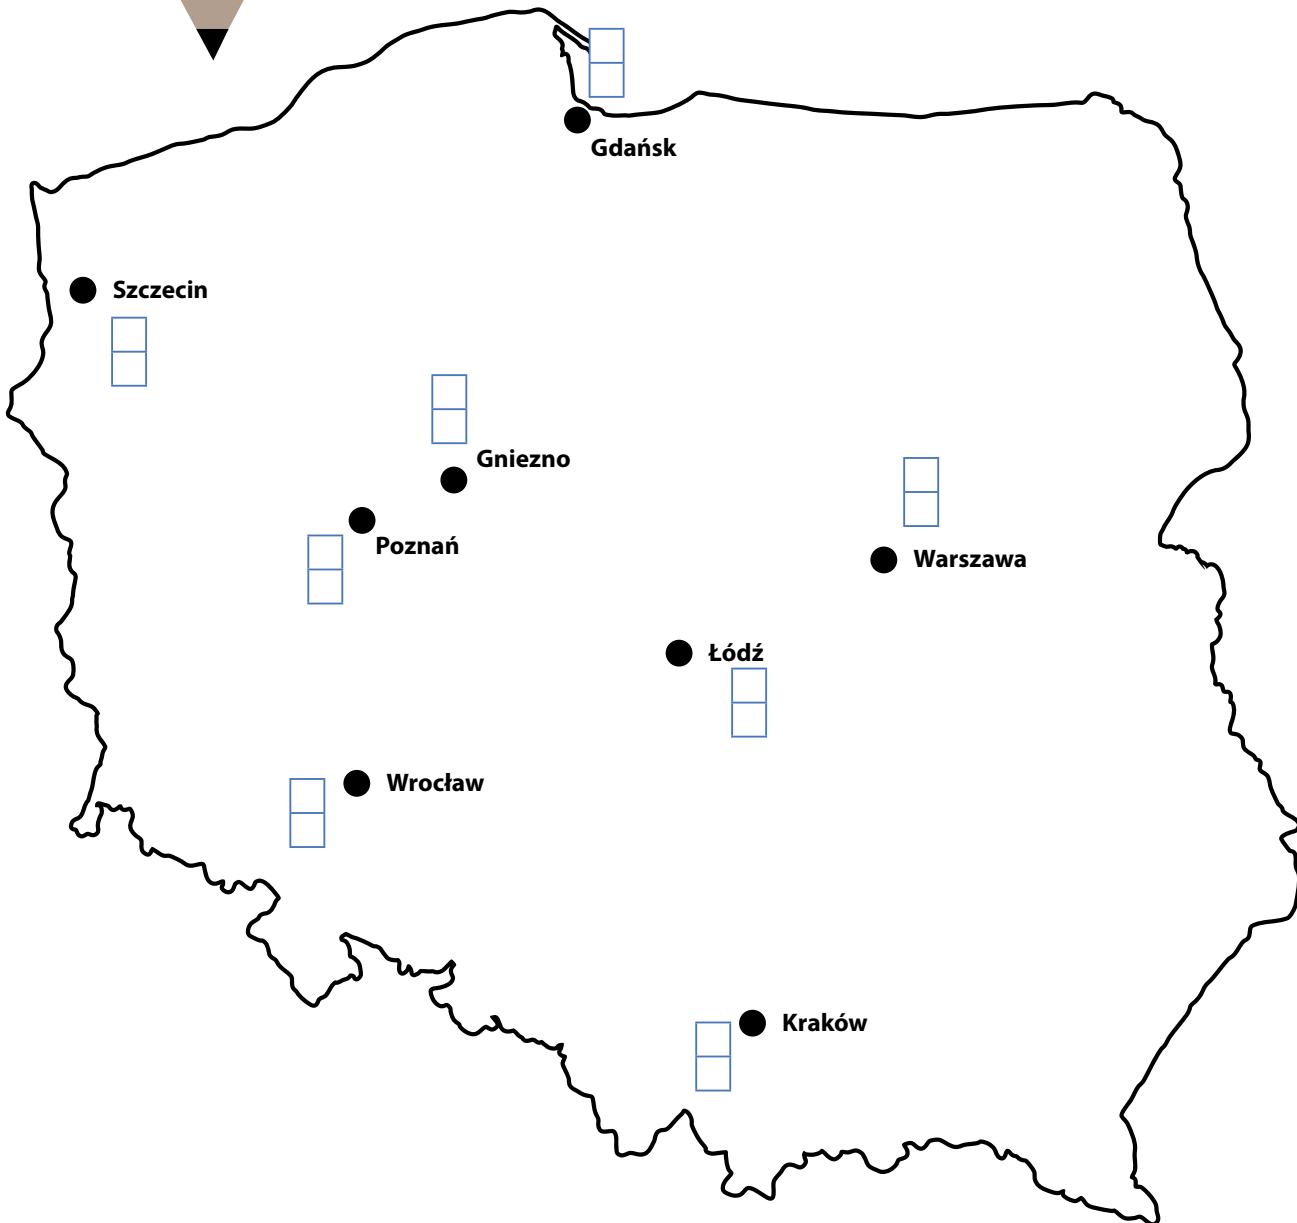 Gdańsk
Szczecin
Gniezno
Poznań
Warszawa
Łódź
Wrocław
Kraków